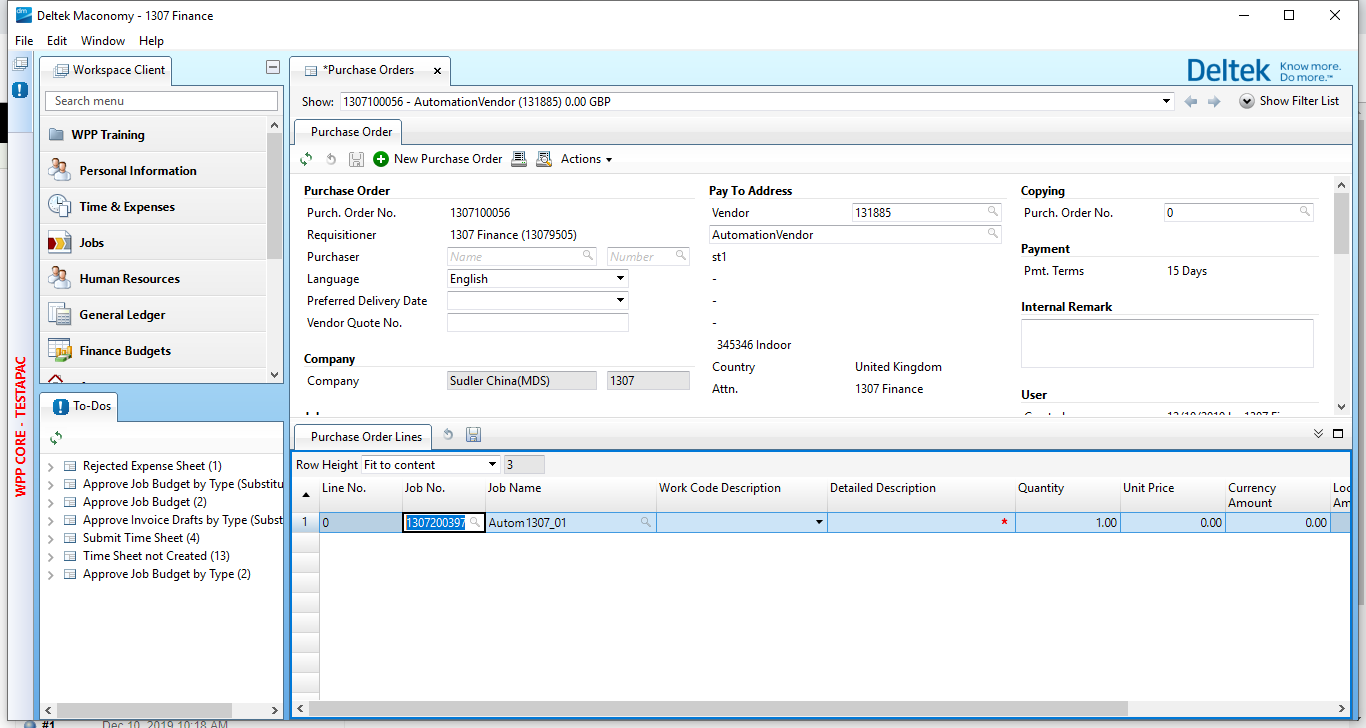 Deltek Maconomy - 1307 Finance
File Edit Window Help
Workspace Client
Search menu
WPP Training
Personal Information
Time & Expenses
Jobs
Human Resources
General Ledger
Finance Budgets
WPP CORE - TESTAPAC
To-Dos
Rejected Expense Sheet (1)
Approve Job Budget by Type (Substitu
Approve Job Budget (2)
Approve Invoice Drafts by Type (Subst
Submit Time Sheet (4)
Time Sheet not Created (13)
Approve Job Budget by Type (2)
*Purchase Orders
Deltek Know more.
Do more.™
Show: 1307100056 - AutomationVendor (131885) 0.00 GBP
Show Filter List
Purchase Order
New Purchase Order Actions
Purchase Order
Purch. Order No. 1307100056
Requisitioner 1307 Finance (13079505)
Purchaser Name Number
Language English
Preferred Delivery Date
Vendor Quote No.
Company
Company Sudler China(MDS) 1307
Pay To Address
Vendor 131885
AutomationVendor
st1
-
-
-
345346 Indoor
Country United Kingdom
Attn. 1307 Finance
Copying
Purch. Order No. 0
Payment
Pmt. Terms 15 Days
Internal Remark
User
Purchase Order Lines
Row Height Fit to content 3
Line No. Job No. Job Name Work Code Description Detailed Description Quantity Unit Price Currency Amount Loc Am
1 0 1307200397 Autom1307_01 * 1.00 0.00 0.00
#1 Dec 10, 2019 10:18 AM